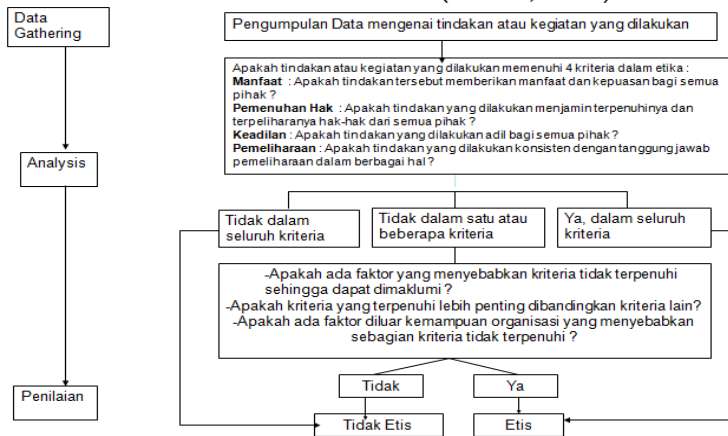 Data
Gathering
Pengumpulan Data mengenai tindakan atau kegiatan yang dilakukan
Apakah tindakan atau kegiatan yang dilakukan memenuhi 4 kriteria dalam etika :
Manfaat : Apakah tindakan tersebut memberikan manfaat dan kepuasan bagi semua
pihak ?
Pemenuhan Hak : Apakah tindakan yang dilakukan menjamin terpenuhinya dan
terpeliharanya hak-hak dari semua pihak ?
Keadilan : Apakah tindakan yang dilakukan adil bagi semua pihak ?
Pemeliharaan : Apakah tindakan yang dilakukan konsisten dengan tanggung jawab
pemeliharaan dalam berbagai hal ?
Analysis
Tidak dalam
seluruh kriteria
Tidak dalam satu atau
beberapa kriteria
Ya, dalam seluruh
kriteria
-Apakah ada faktor yang menyebabkan kriteria tidak terpenuhi
sehingga dapat dimaklumi ?
-Apakah kriteria yang terpenuhi lebih penting dibandingkan kriteria lain?
-Apakah ada faktor diluar kemampuan organisasi yang menyebabkan
sebagian kriteria tidak terpenuhi ?
Penilaian
Tidak
Ya
Tidak Etis
Etis